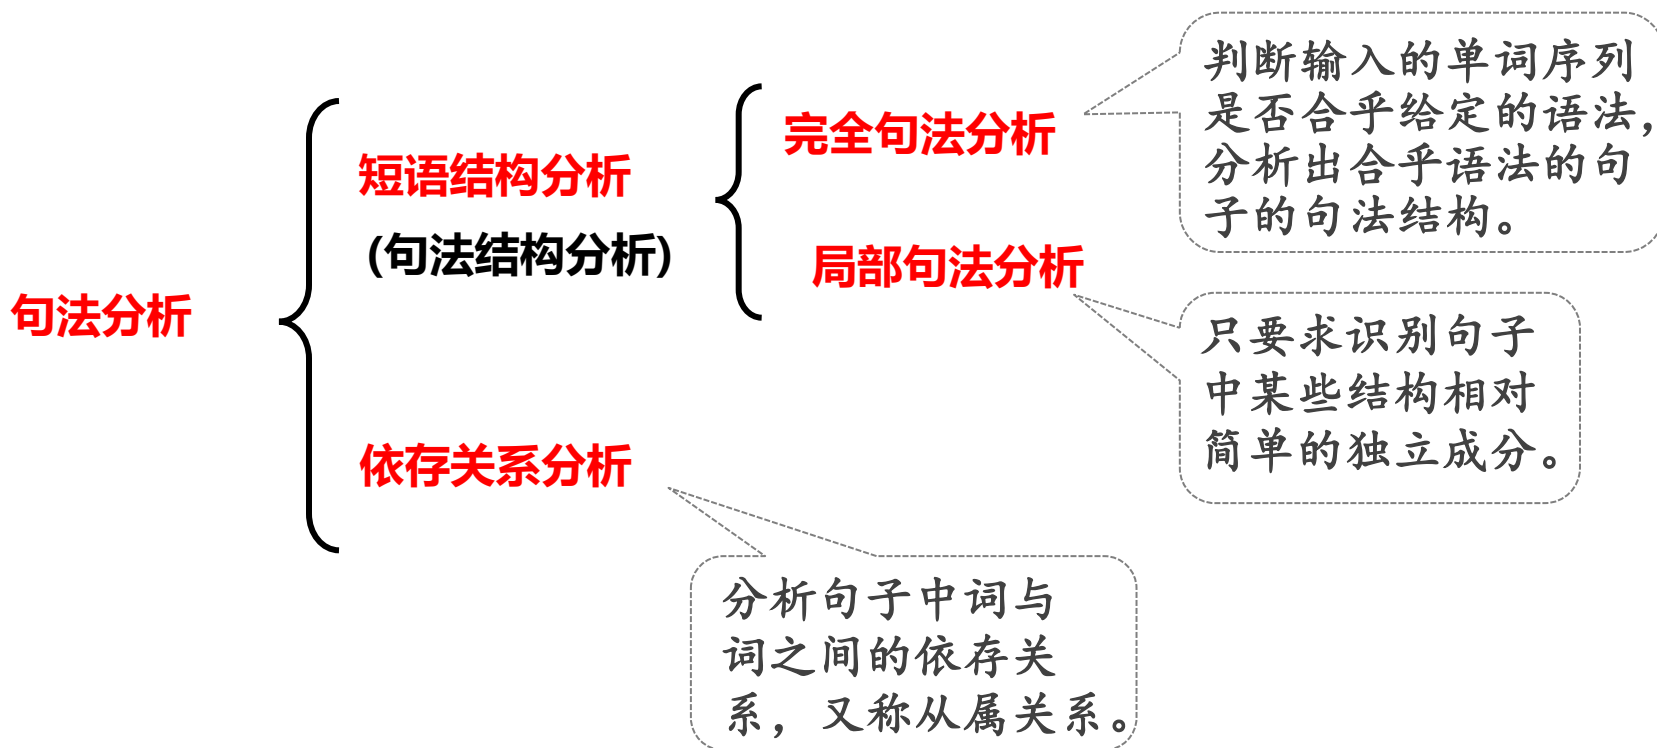 句法分析
短语结构分析
(句法结构分析)
完全句法分析
判断输入的单词序列
是否合乎给定的语法，
分析出合乎语法的句
子的句法结构。
局部句法分析
只要求识别句子
中某些结构相对
简单的独立成分。
依存关系分析
分析句子中词与
词之间的依存关
系，又称从属关系。